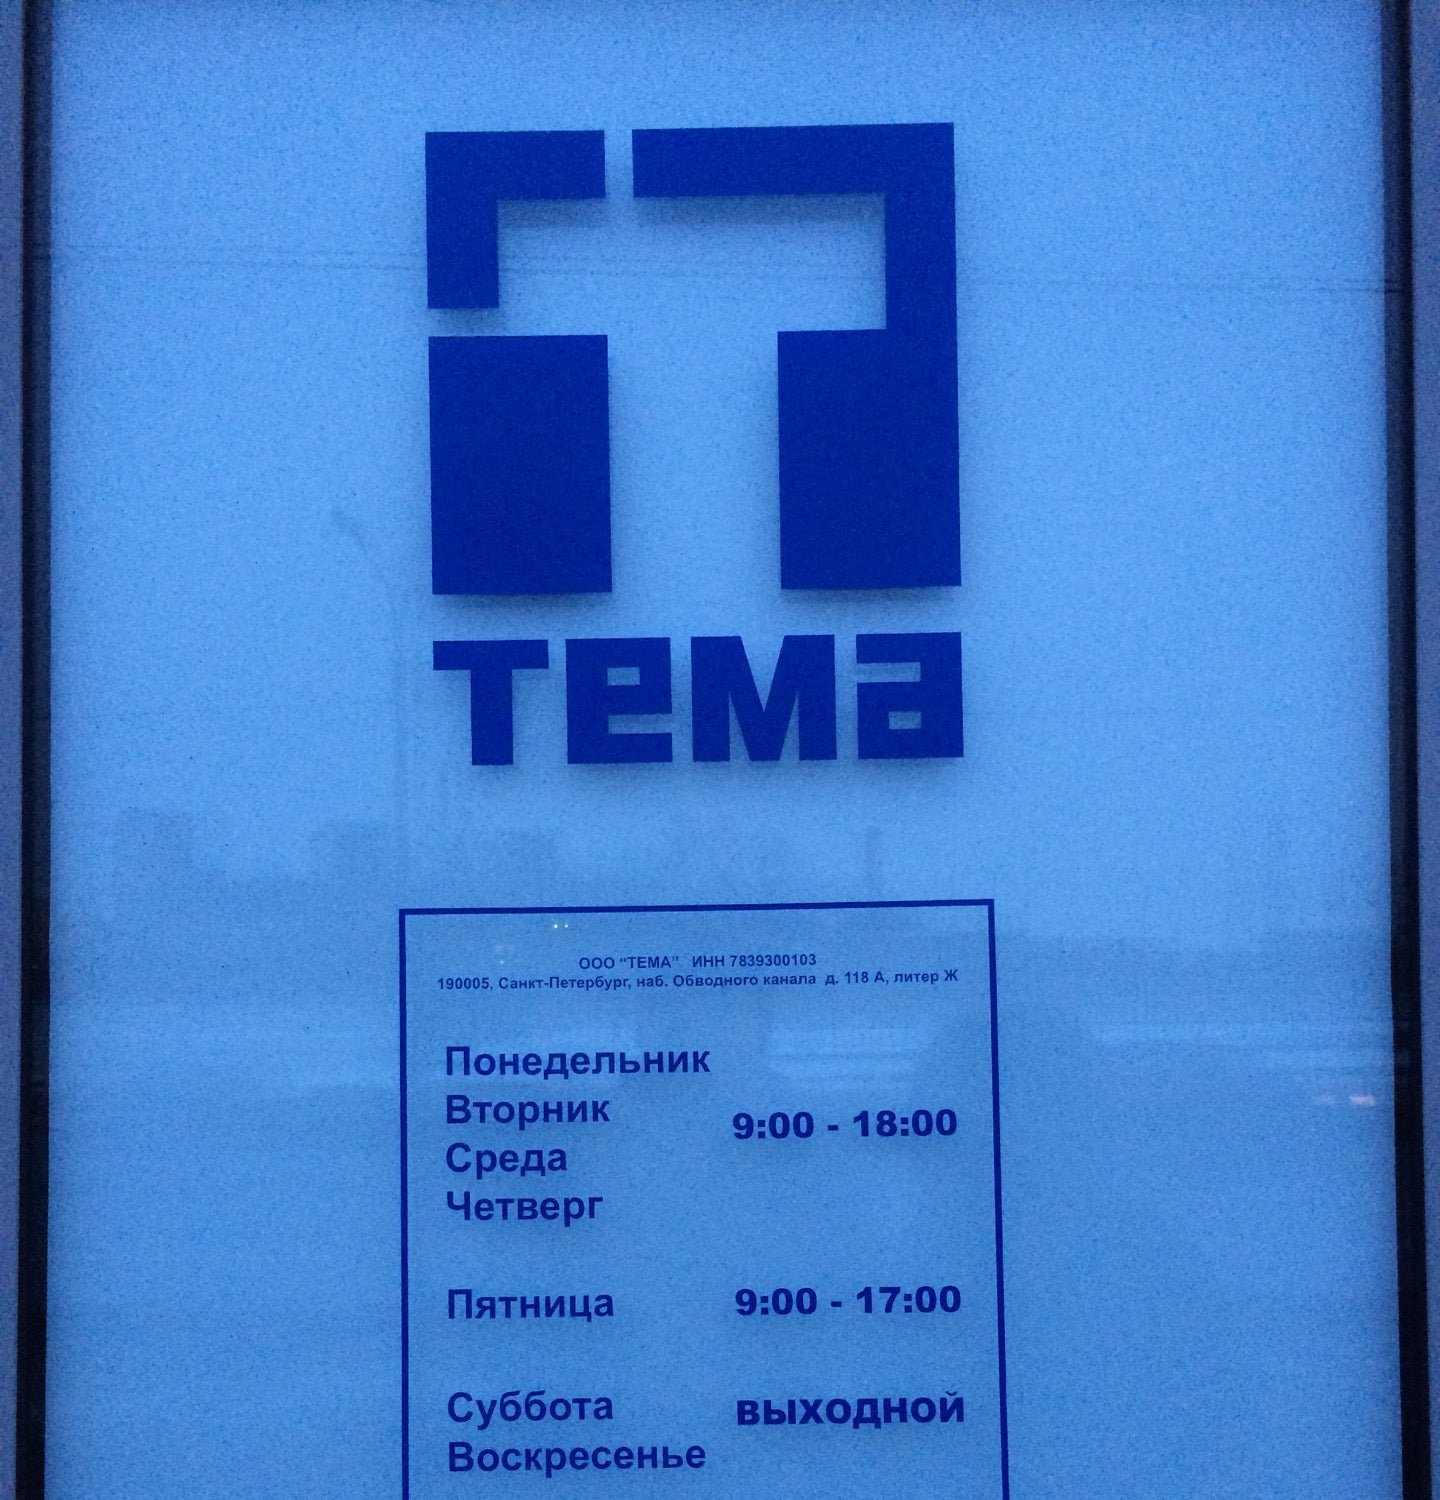 тема
ООО “ТЕМА” ИНН 7839300103
190005, Санкт-Петербург, наб. Обводного канала д. 118 А, литер Ж
Понедельник
Вторник
9:00 - 18:00
Среда
Четверг
Пятница 9:00 - 17:00
Суббота выходной
Воскресенье